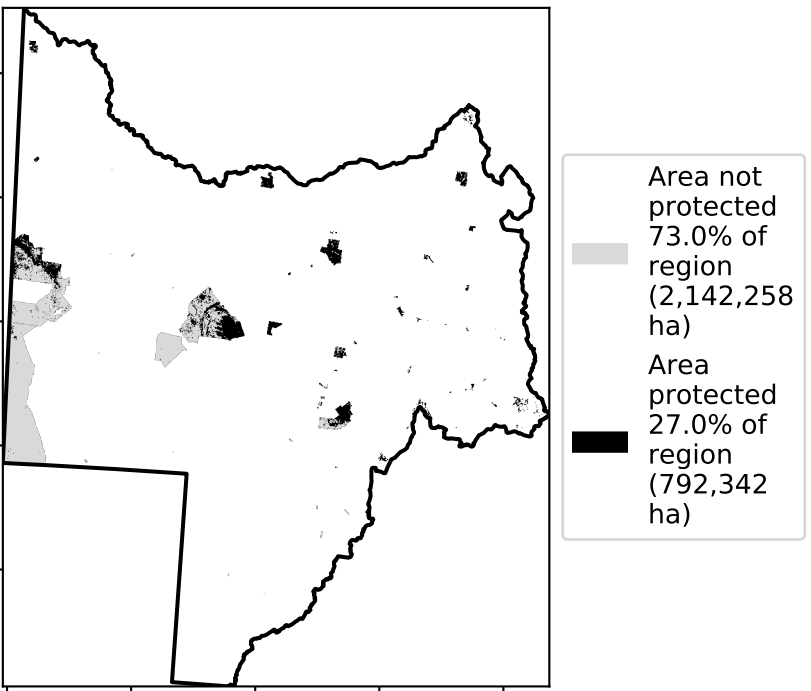 Area not
protected
73.0% of
region
(2,142,258
ha)
Area
protected
27.0% of
region
(792,342
ha)